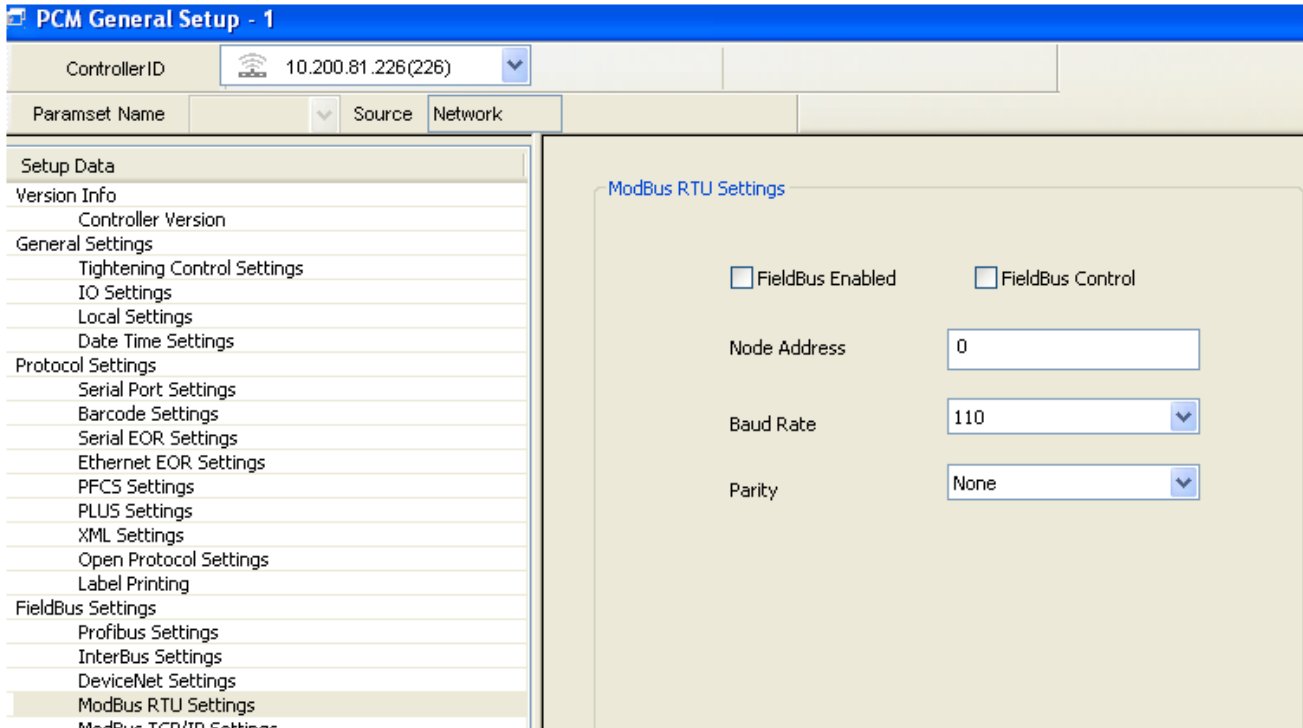 PCM General Setup - 1
ControllerID 10.200.81.226(226)
Paramset Name Source Network
Setup Data
Version Info
Controller Version
General Settings
Tightening Control Settings
IO Settings
Local Settings
Date Time Settings
Protocol Settings
Serial Port Settings
Barcode Settings
Serial EOR Settings
Ethernet EOR Settings
PFCS Settings
PLUS Settings
XML Settings
Open Protocol Settings
Label Printing
FieldBus Settings
Profibus Settings
InterBus Settings
DeviceNet Settings
ModBus RTU Settings
ModBus TCP/IP Settings
ModBus RTU Settings
FieldBus Enabled FieldBus Control
Node Address 0
Baud Rate 110
Parity None